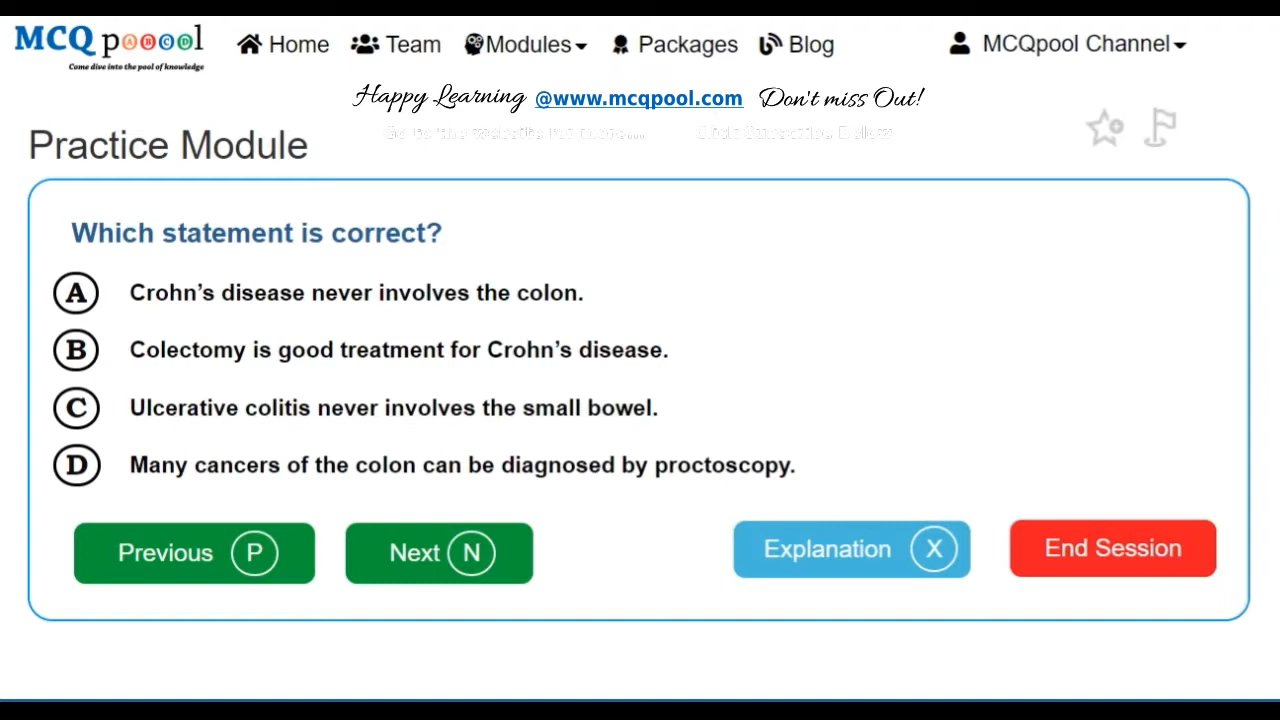 MCQ pooool
Come dive into the pool of knowledge
Home Team Modules Packages Blog MCQpool Channel
Happy Learning @www.mcqpool.com Don't miss Out!
Practice Module
Which statement is correct?
A Crohn’s disease never involves the colon.
B Colectomy is good treatment for Crohn’s disease.
C Ulcerative colitis never involves the small bowel.
D Many cancers of the colon can be diagnosed by proctoscopy.
Previous P Next N Explanation X End Session